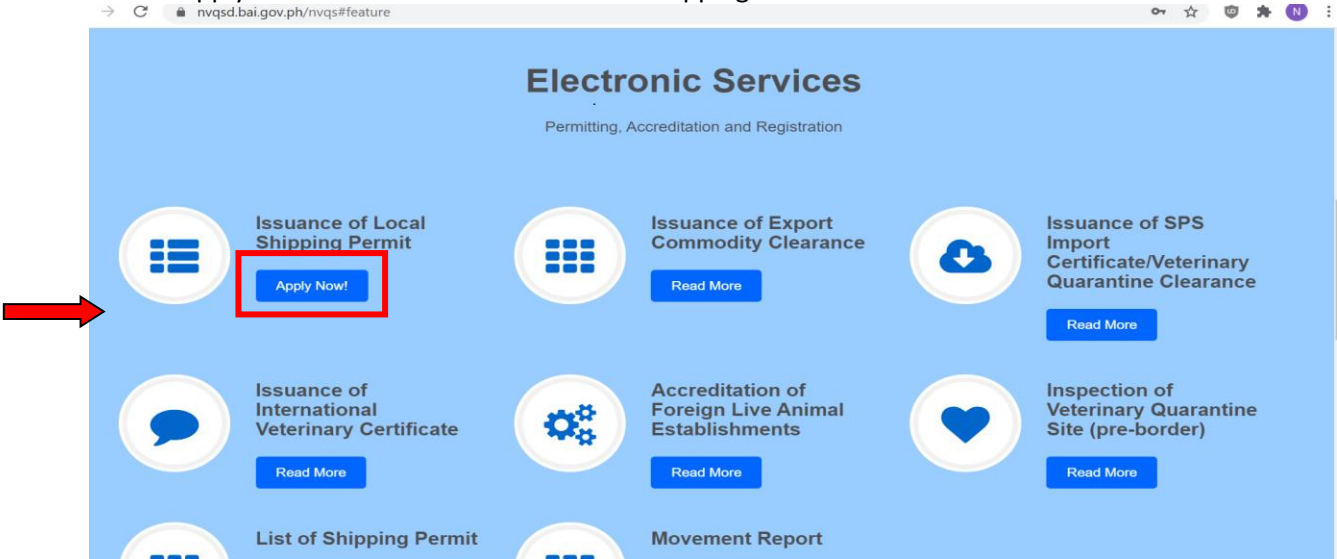 nvqsd.bai.gov.ph/nvqs#feature
N
Electronic Services
Permitting, Accreditation and Registration
Issuance of Local
Shipping Permit
Apply Now!
Issuance of Export
Commodity Clearance
Read More
Issuance of SPS
Import
Certificate/Veterinary
Quarantine Clearance
Read More
Issuance of
International
Veterinary Certificate
Read More
Accreditation of
Foreign Live Animal
Establishments
Read More
Inspection of
Veterinary Quarantine
Site (pre-border)
Read More
List of Shipping Permit
Movement Report